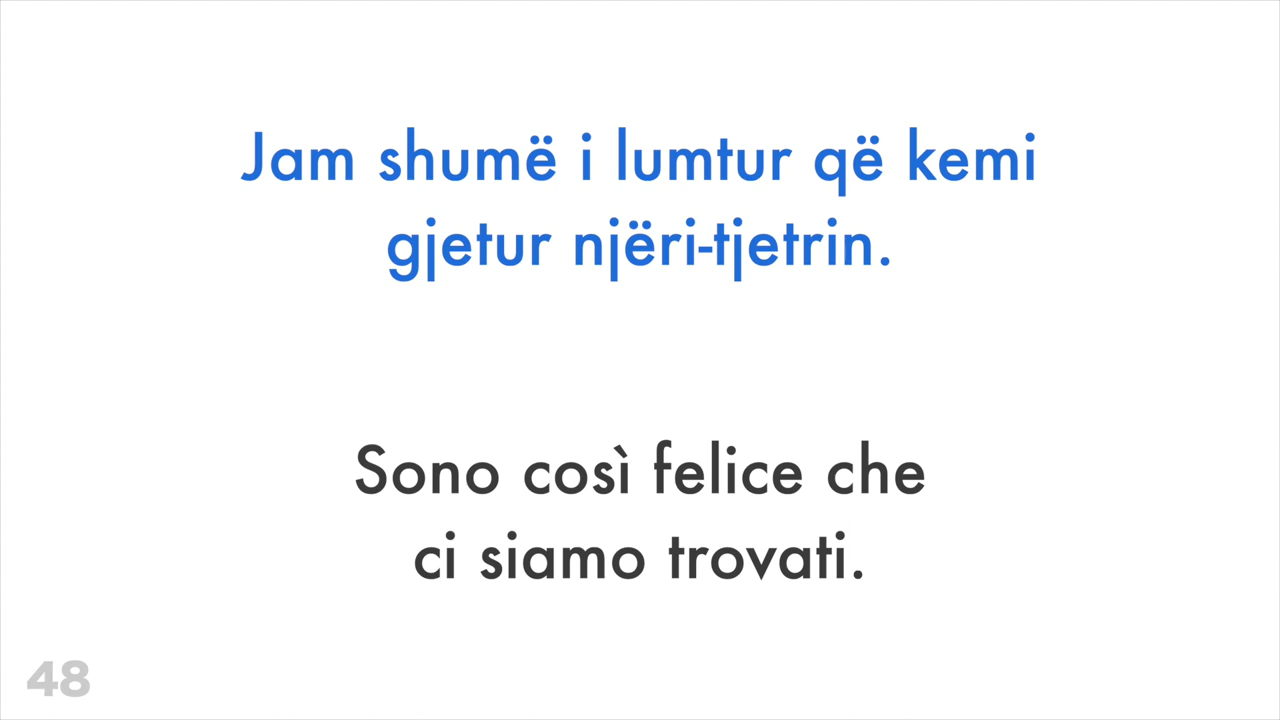 Jam shumë i lumtur që kemi
gjetur njëri-tjetrin.
Sono così felice che
ci siamo trovati.
48